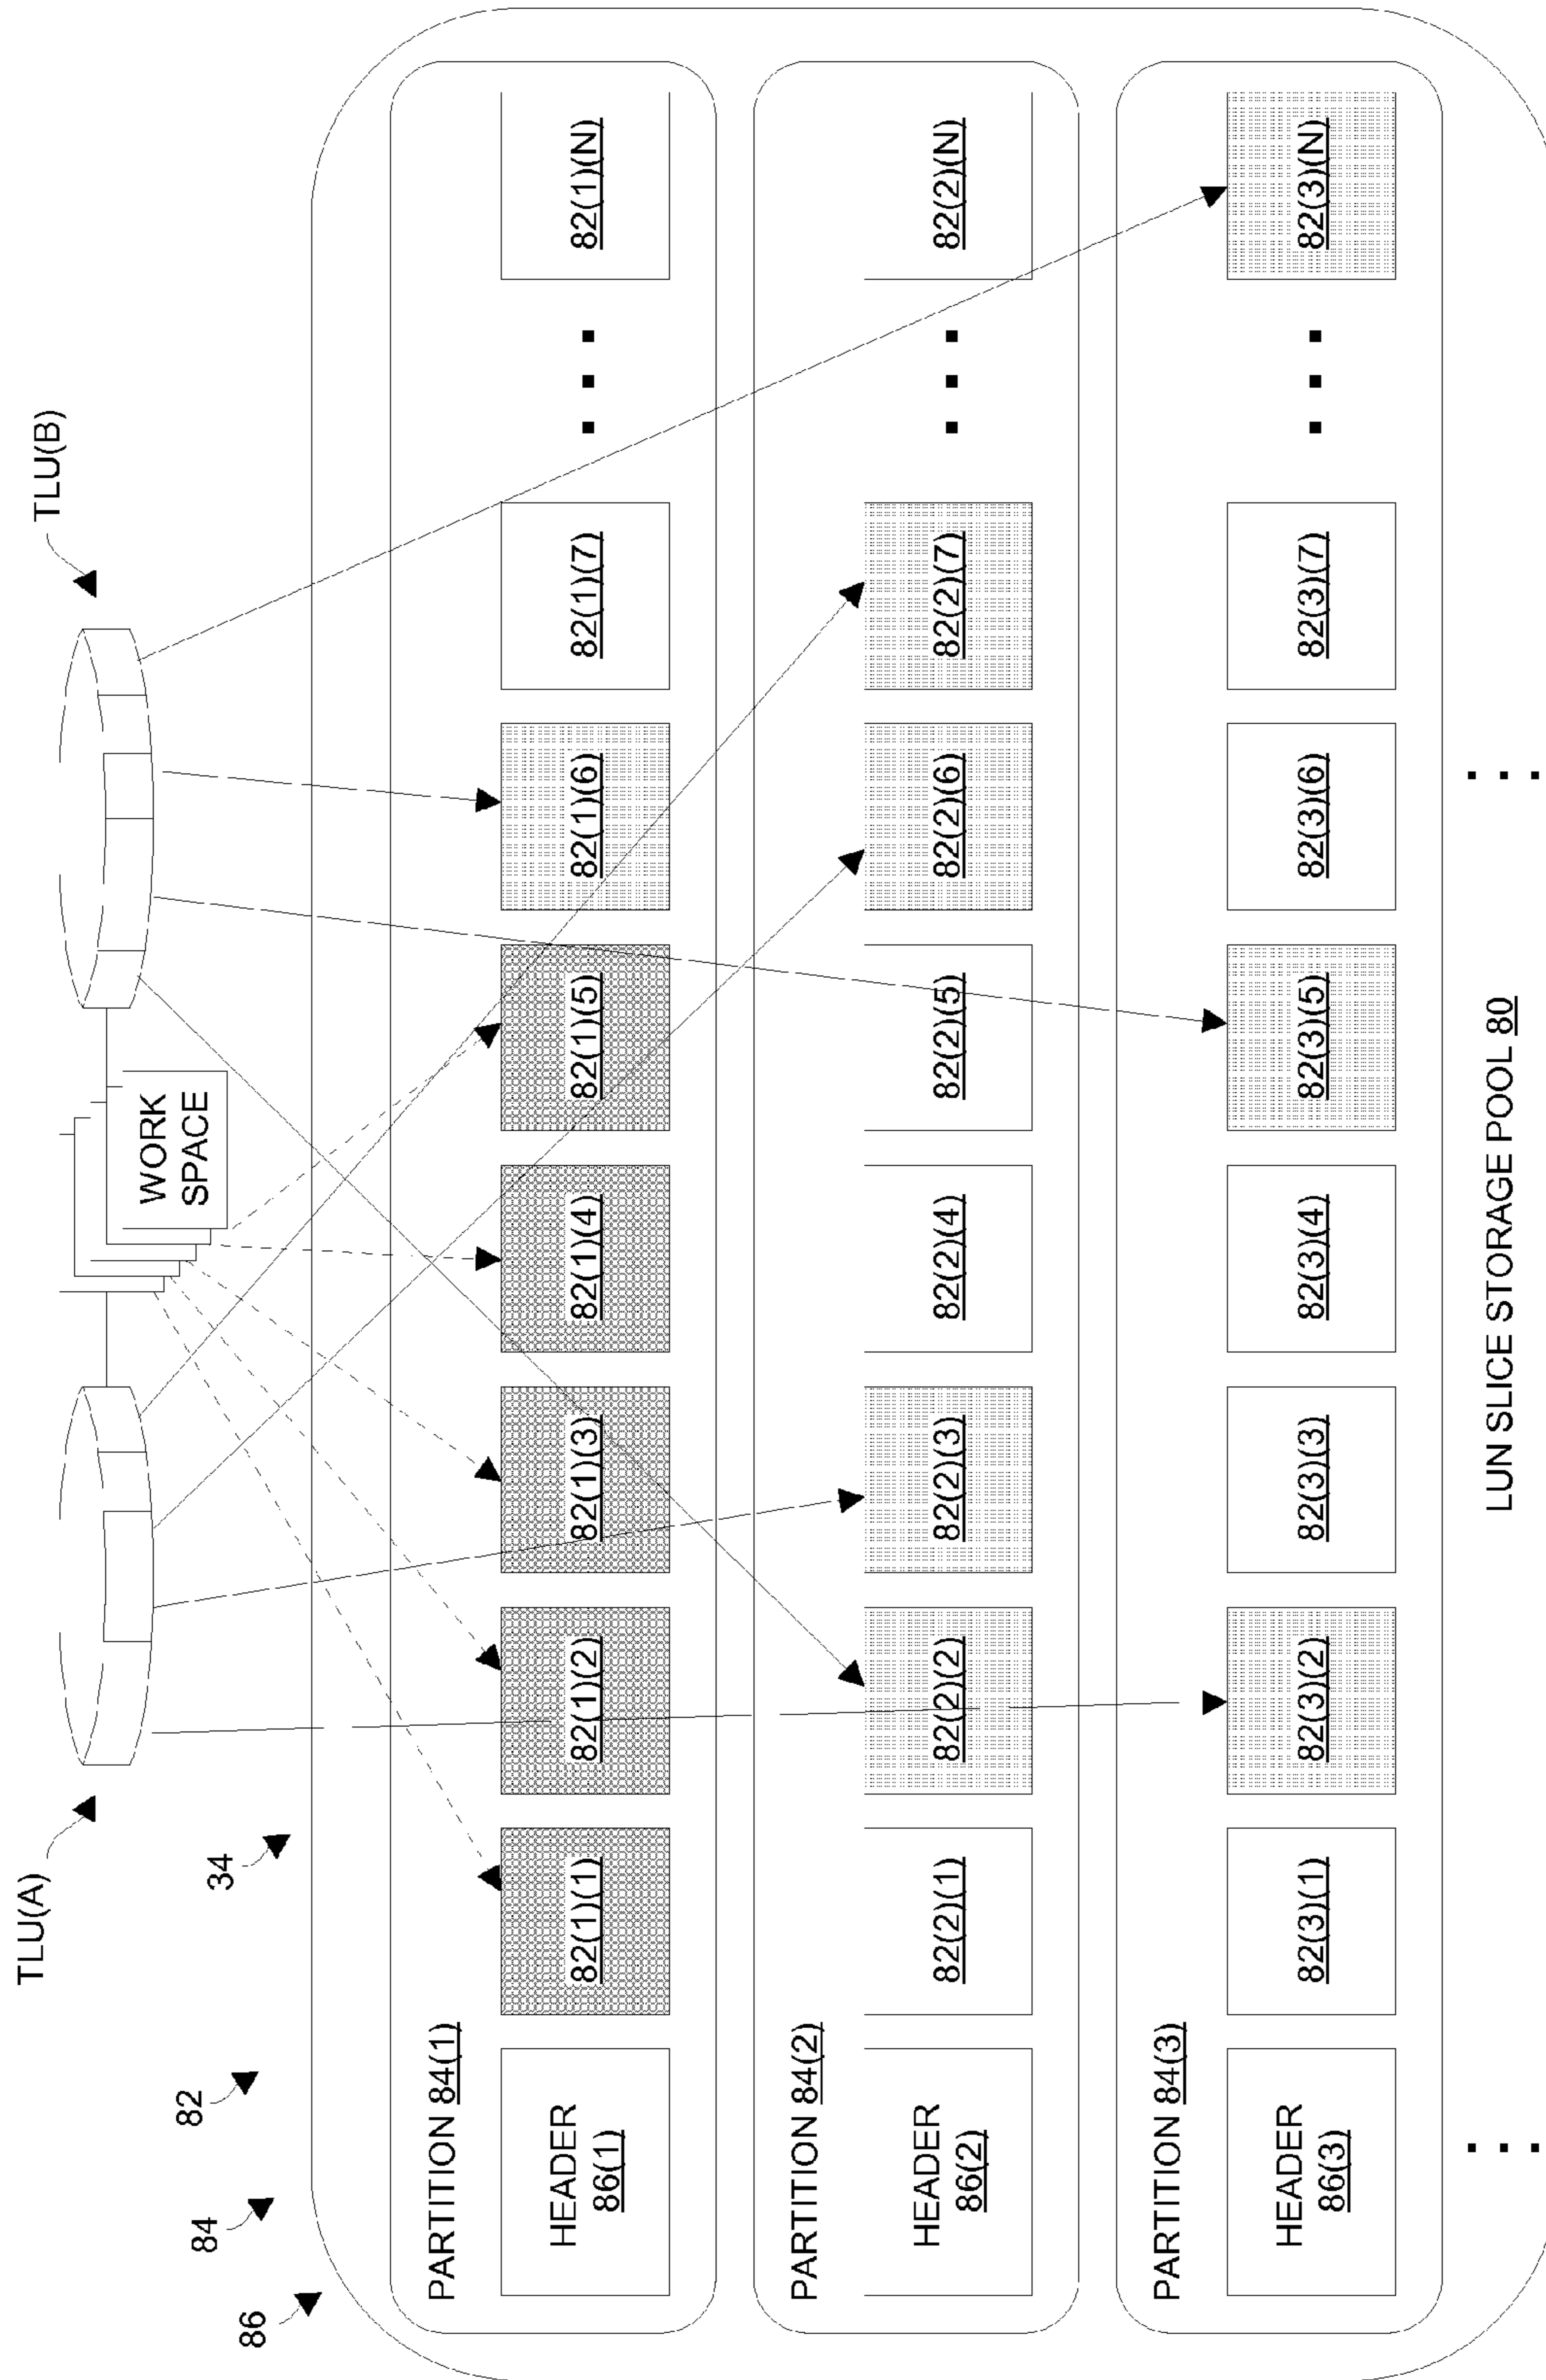 TLU(A)
TLU(B)
WORK
SPACE
86
84
82
34
PARTITION 84(1)
HEADER
86(1)
82(1)(1)
82(1)(2)
82(1)(3)
82(1)(4)
82(1)(5)
82(1)(6)
82(1)(7)
82(1)(N)
PARTITION 84(2)
HEADER
86(2)
82(2)(1)
82(2)(2)
82(2)(3)
82(2)(4)
82(2)(5)
82(2)(6)
82(2)(7)
82(2)(N)
PARTITION 84(3)
HEADER
86(3)
82(3)(1)
82(3)(2)
82(3)(3)
82(3)(4)
82(3)(5)
82(3)(6)
82(3)(7)
82(3)(N)
LUN SLICE STORAGE POOL 80